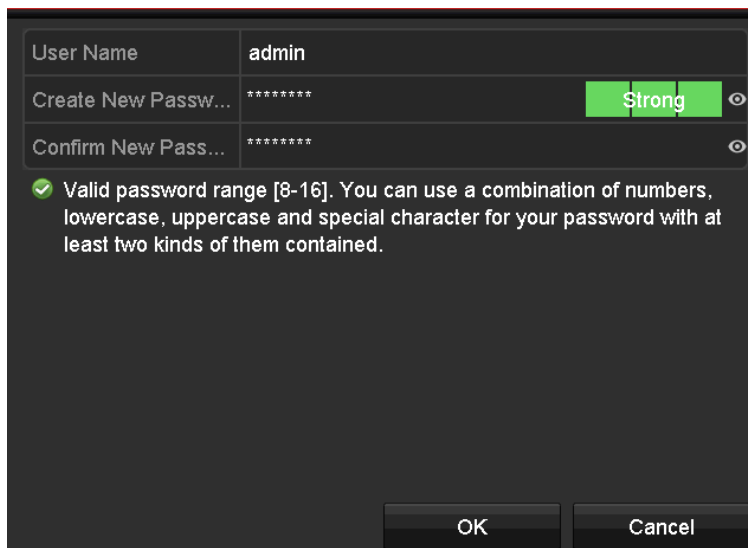 User Name admin
Create New Passw... ******** Strong
Confirm New Pass... ********
Valid password range [8-16]. You can use a combination of numbers,
lowercase, uppercase and special character for your password with at
least two kinds of them contained.
OK Cancel